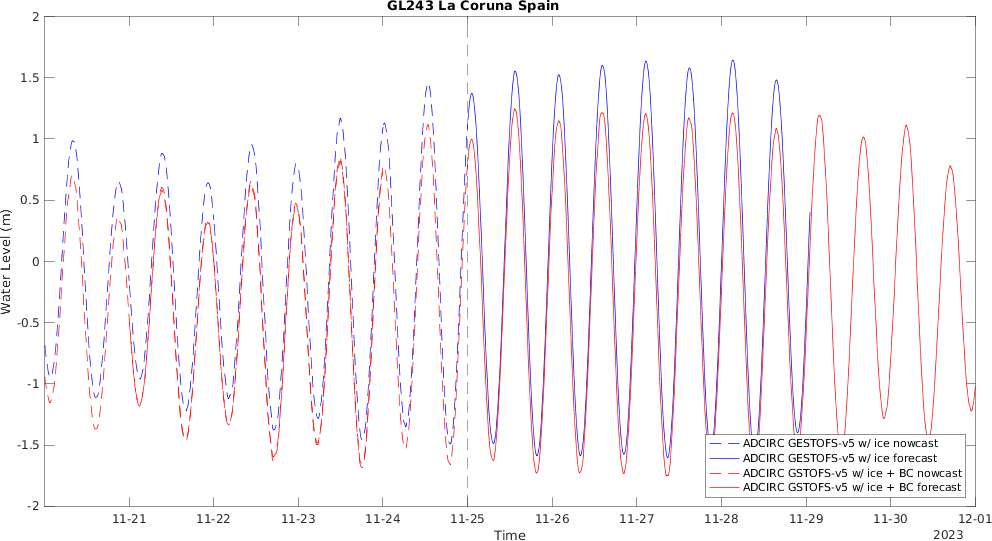 GL243 La Coruna Spain
2
1.5
1
0.5
0
-0.5
-1
-1.5
-2
Water Level (m)
ADCIRC GESTOFS-v5 w/ ice nowcast
ADCIRC GESTOFS-v5 w/ ice forecast
ADCIRC GSTOFS-v5 w/ ice + BC nowcast
ADCIRC GSTOFS-v5 w/ ice + BC forecast
11-21 11-22 11-23 11-24 11-25 11-26 11-27 11-28 11-29 11-30 12-01
Time
2023